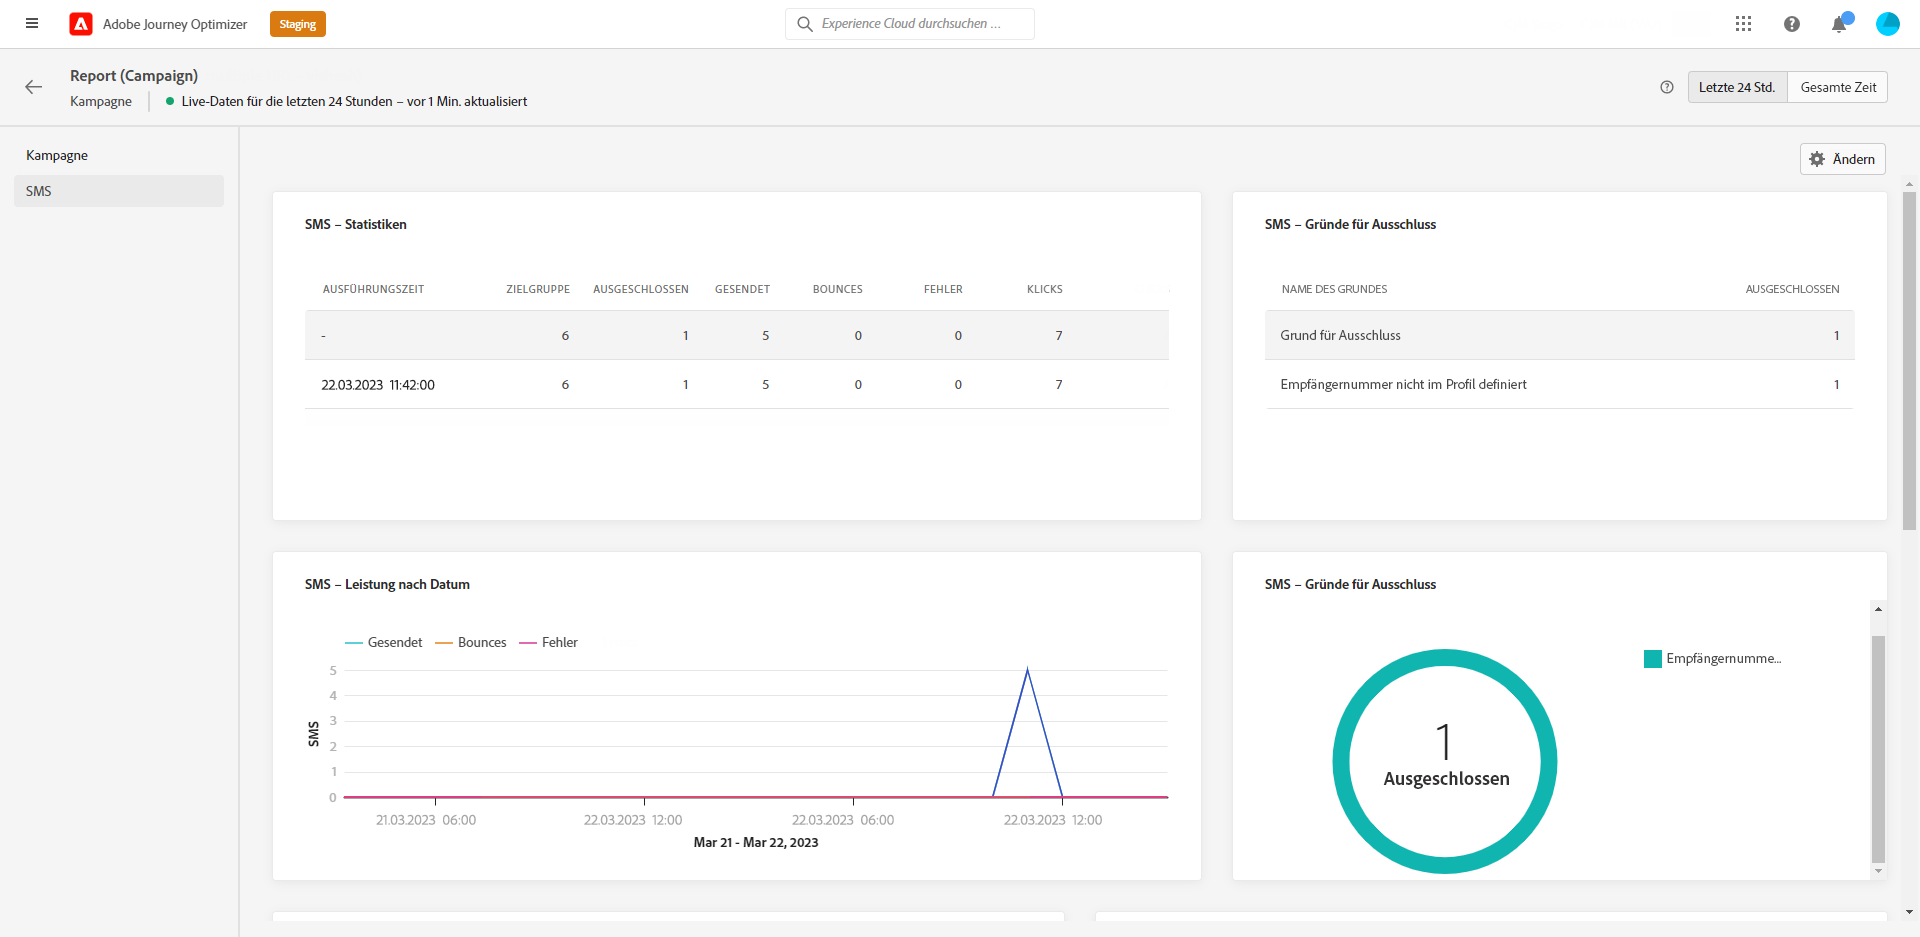 Adobe Journey Optimizer Staging Experience Cloud durchsuchen ...
Report (Campaign)
Kampagne Live-Daten für die letzten 24 Stunden – vor 1 Min. aktualisiert
Letzte 24 Std. Gesamte Zeit
Kampagne
SMS
Ändern
SMS – Statistiken
AUSFÜHRUNGSZEIT ZIELGRUPPE AUSGESCHLOSSEN GESENDET BOUNCES FEHLER KLICKS
- 6 1 5 0 0 7
22.03.2023 11:42:00 6 1 5 0 0 7
SMS – Gründe für Ausschluss
NAME DES GRUNDES AUSGESCHLOSSEN
Grund für Ausschluss 1
Empfängernummer nicht im Profil definiert 1
SMS – Leistung nach Datum
Gesendet Bounces Fehler
5
4
3
2
1
0
SMS
21.03.2023 06:00 22.03.2023 12:00 22.03.2023 06:00 22.03.2023 12:00
Mar 21 - Mar 22, 2023
SMS – Gründe für Ausschluss
Empfängernumme...
1
Ausgeschlossen